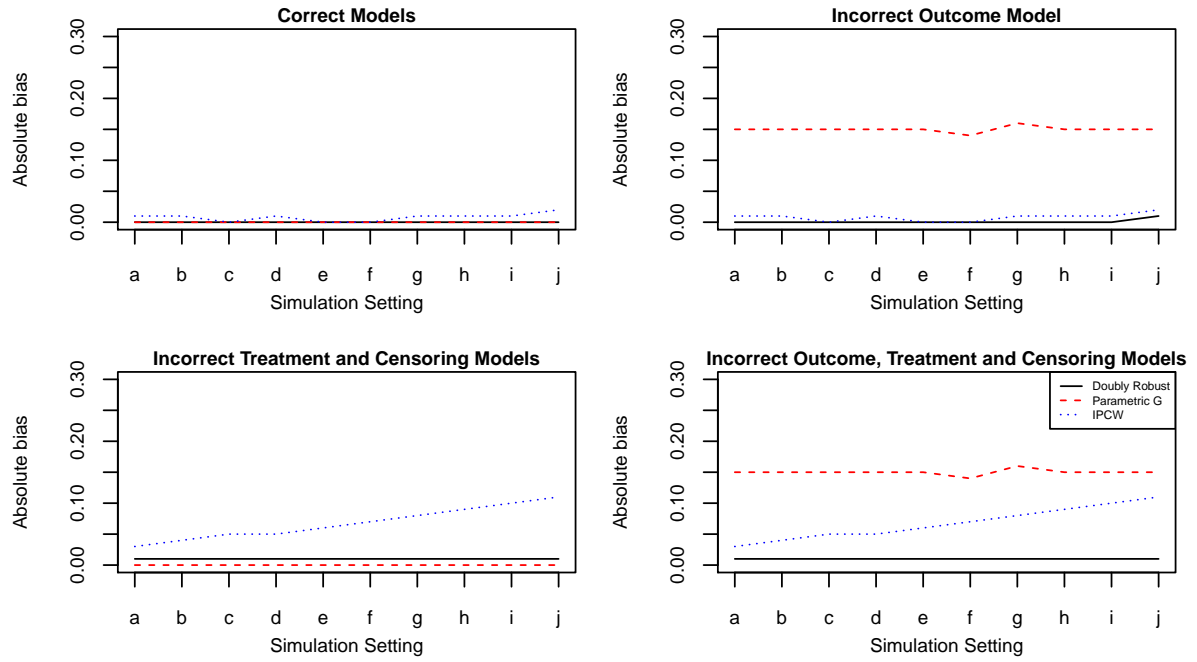 Correct Models
0.30
0.20
0.10
0.00
Absolute bias
a b c d e f g h i j
Simulation Setting
Incorrect Outcome Model
0.30
0.20
0.10
0.00
Absolute bias
a b c d e f g h i j
Simulation Setting
Incorrect Treatment and Censoring Models
0.30
0.20
0.10
0.00
Absolute bias
a b c d e f g h i j
Simulation Setting
Incorrect Outcome, Treatment and Censoring Models
0.30
0.20
0.10
0.00
Absolute bias
Doubly Robust
Parametric G
IPCW
a b c d e f g h i j
Simulation Setting